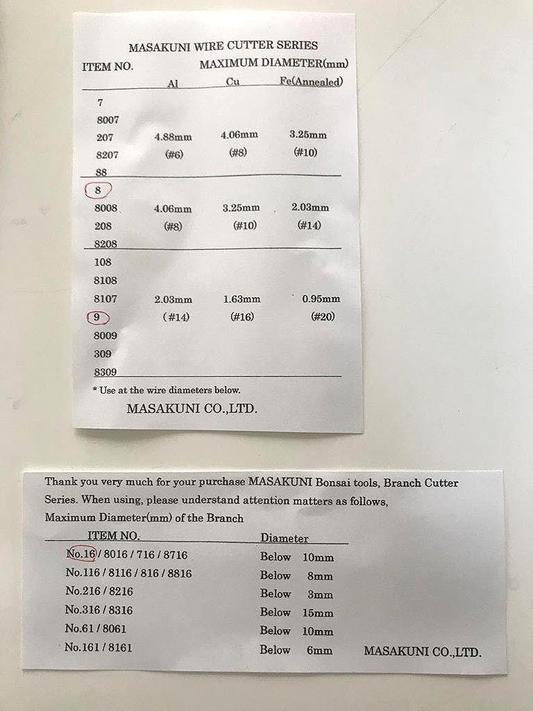 MASAKUNI WIRE CUTTER SERIES
ITEM NO. MAXIMUM DIAMETER(mm)
Al Cu Fe(Annealed)
7
8007
207 4.88mm 4.06mm 3.25mm
8207 (#6) (#8) (#10)
88
8
8008 4.06mm 3.25mm 2.03mm
208 (#8) (#10) (#14)
8208
108
8108
8107 2.03mm 1.63mm 0.95mm
9 (#14) (#16) (#20)
8009
309
8309
* Use at the wire diameters below.
MASAKUNI CO.,LTD.
Thank you very much for your purchase MASAKUNI Bonsai tools, Branch Cutter
Series. When using, please understand attention matters as follows,
Maximum Diameter(mm) of the Branch
ITEM NO. Diameter
No.16 / 8016 / 716 / 8716 Below 10mm
No.116 / 8116 / 816 / 8816 Below 8mm
No.216 / 8216 Below 3mm
No.316 / 8316 Below 15mm
No.61 / 8061 Below 10mm
No.161 / 8161 Below 6mm MASAKUNI CO.,LTD.